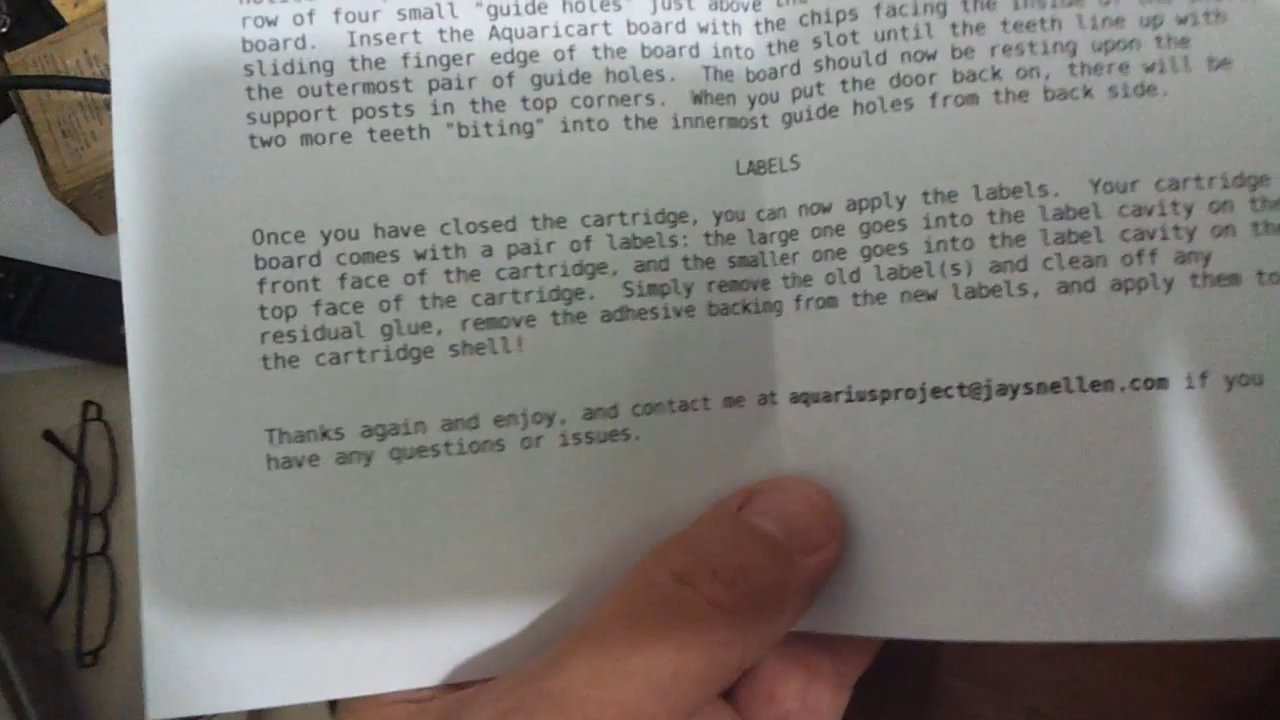 row of four small "guide holes" just above the
board. Insert the Aquaricart board with the chips facing the inside of the
sliding the finger edge of the board into the slot until the teeth line up with
the outermost pair of guide holes. The board should now be resting upon the
support posts in the top corners. When you put the door back on, there will be
two more teeth "biting" into the innermost guide holes from the back side.
LABELS
Once you have closed the cartridge, you can now apply the labels. Your cartridge
board comes with a pair of labels: the large one goes into the label cavity on the
front face of the cartridge, and the smaller one goes into the label cavity on the
top face of the cartridge. Simply remove the old label(s) and clean off any
residual glue, remove the adhesive backing from the new labels, and apply them to
the cartridge shell!
Thanks again and enjoy, and contact me at aquariusproject@jaysnellen.com if you
have any questions or issues.